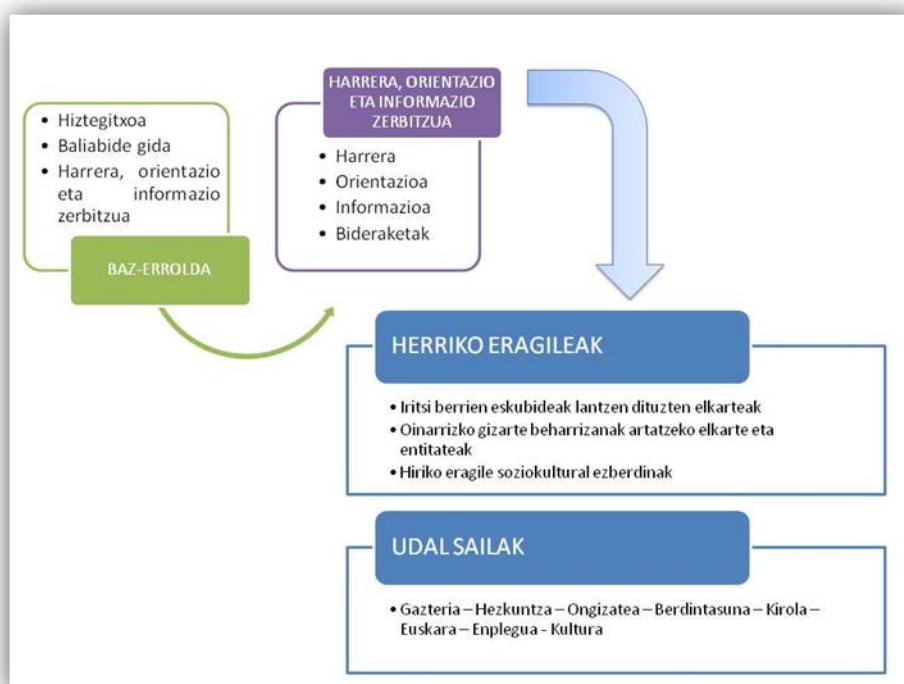 • Hiztegitxoa
• Baliabide gida
• Harrera, orientazio
eta informazio
zerbitzua
BAZ-ERROLDA
HARRERA, ORIENTAZIO
ETA INFORMAZIO
ZERBITZUA
• Harrera
• Orientazioa
• Informazioa
• Bideraketak
HERRIKO ERAGILEAK
• Iritsi berrien eskubideak lantzen dituzten elkarteak
• Oinarrizko gizarte beharrizanak artatzeko elkarte eta
entitateak
• Hiriko eragile soziokultural ezberdinak
UDAL SAILAK
• Gazteria – Hezkuntza – Ongizatea – Berdintasuna – Kirola –
Euskara – Enplegua - Kultura